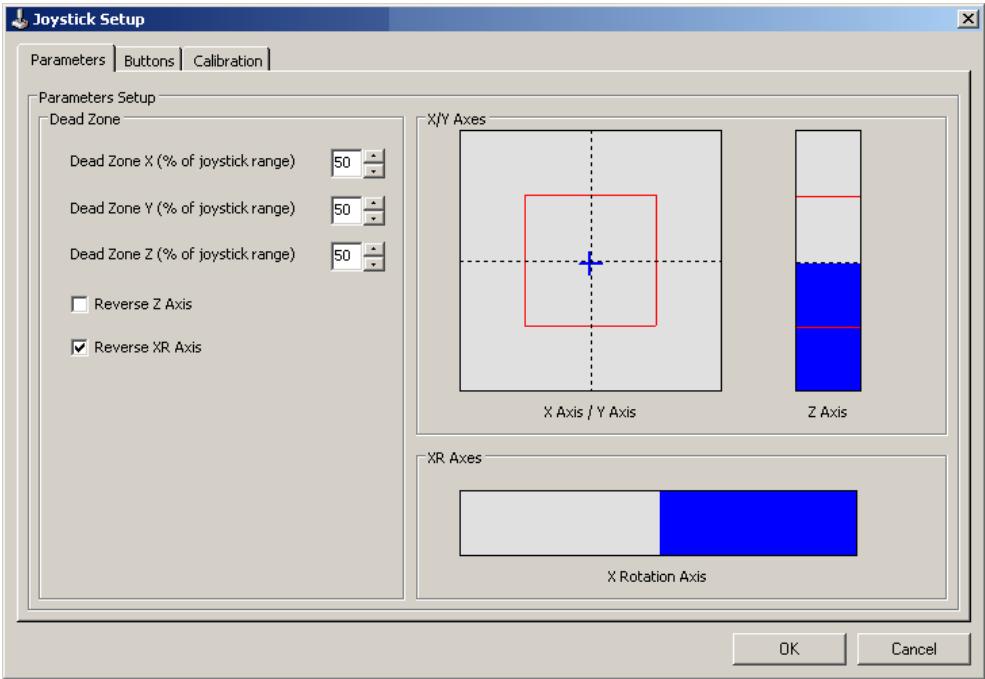 Joystick Setup
Parameters
Buttons
Calibration
Parameters Setup
Dead Zone
Dead Zone X (% of joystick range) 50
Dead Zone Y (% of joystick range) 50
Dead Zone Z (% of joystick range) 50
Reverse Z Axis
Reverse XR Axis
X/Y Axes
X Axis / Y Axis
Z Axis
XR Axes
X Rotation Axis
OK
Cancel